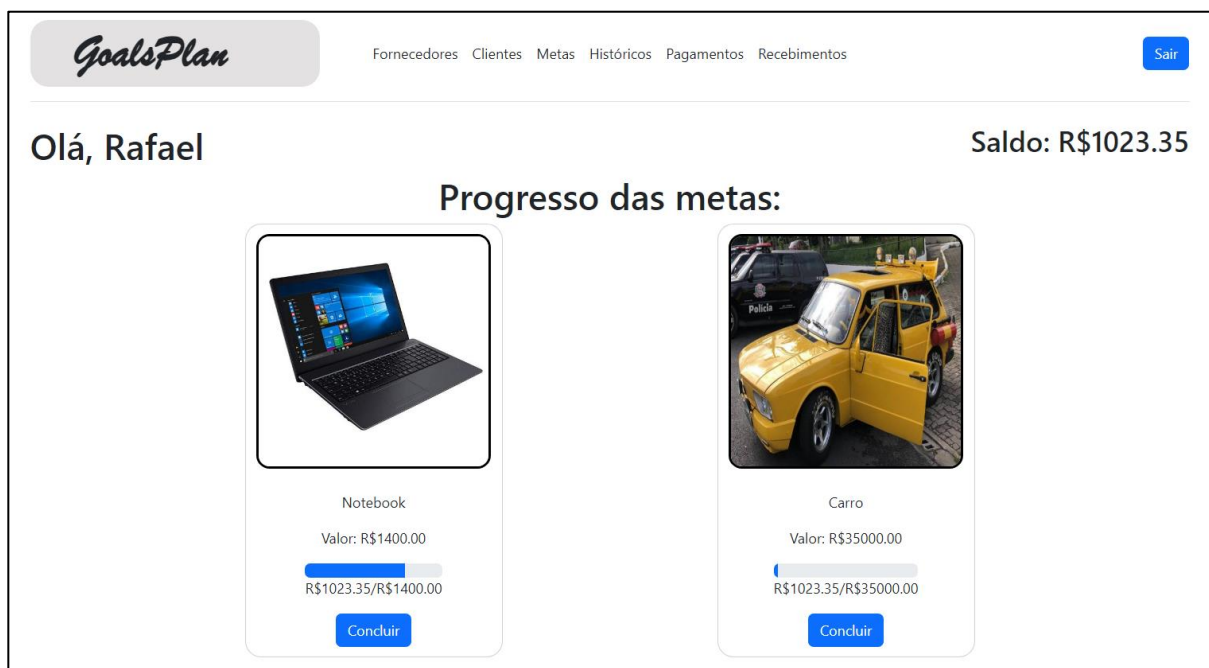 GoalsPlan
Fornecedores Clientes Metas Históricos Pagamentos Recebimentos
Sair
Olá, Rafael
Saldo: R$1023.35
Progresso das metas:
Polícia
Notebook
Valor: R$1400.00
R$1023.35/R$1400.00
Concluir
Carro
Valor: R$35000.00
R$1023.35/R$35000.00
Concluir